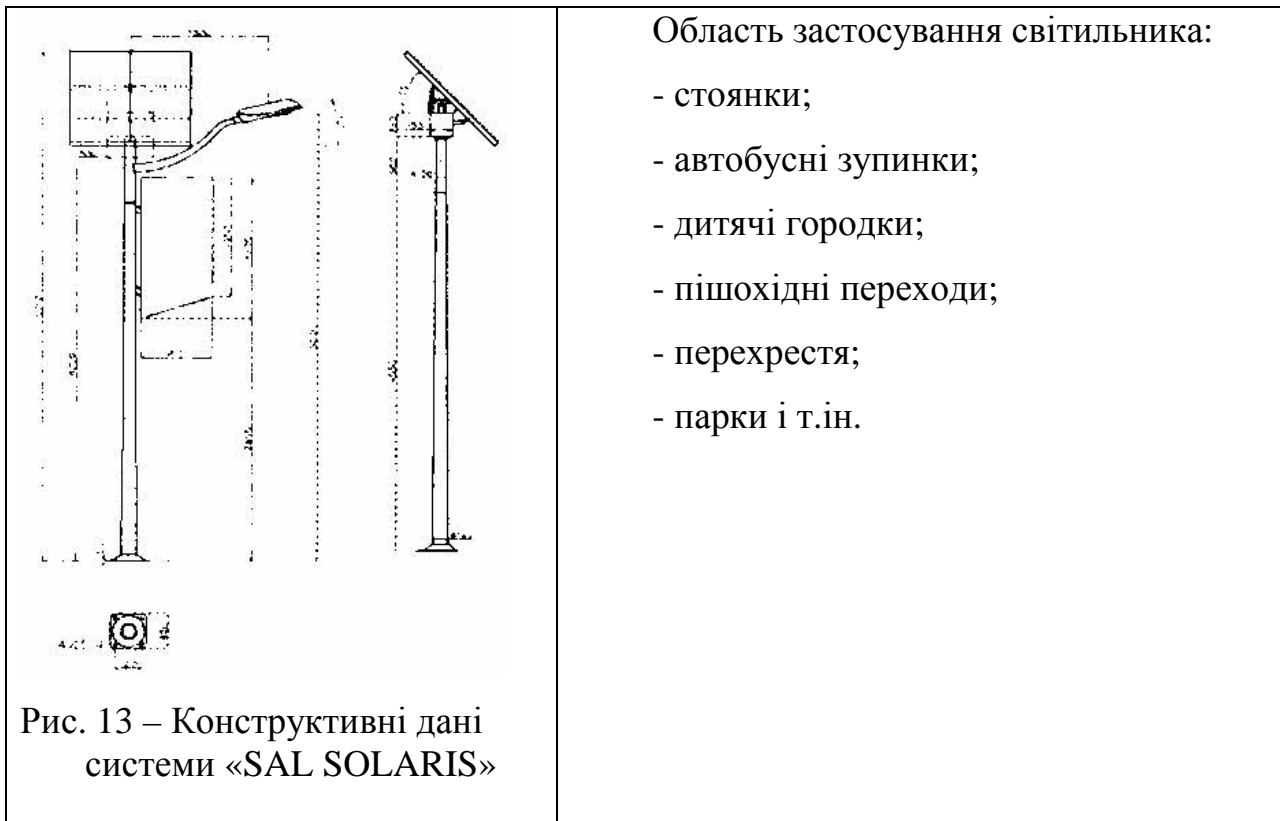 Рис. 13 – Конструктивні дані
системи «SAL SOLARIS»
Область застосування світильника:
- стоянки;
- автобусні зупинки;
- дитячі городки;
- пішохідні переходи;
- перехрестя;
- парки і т.ін.